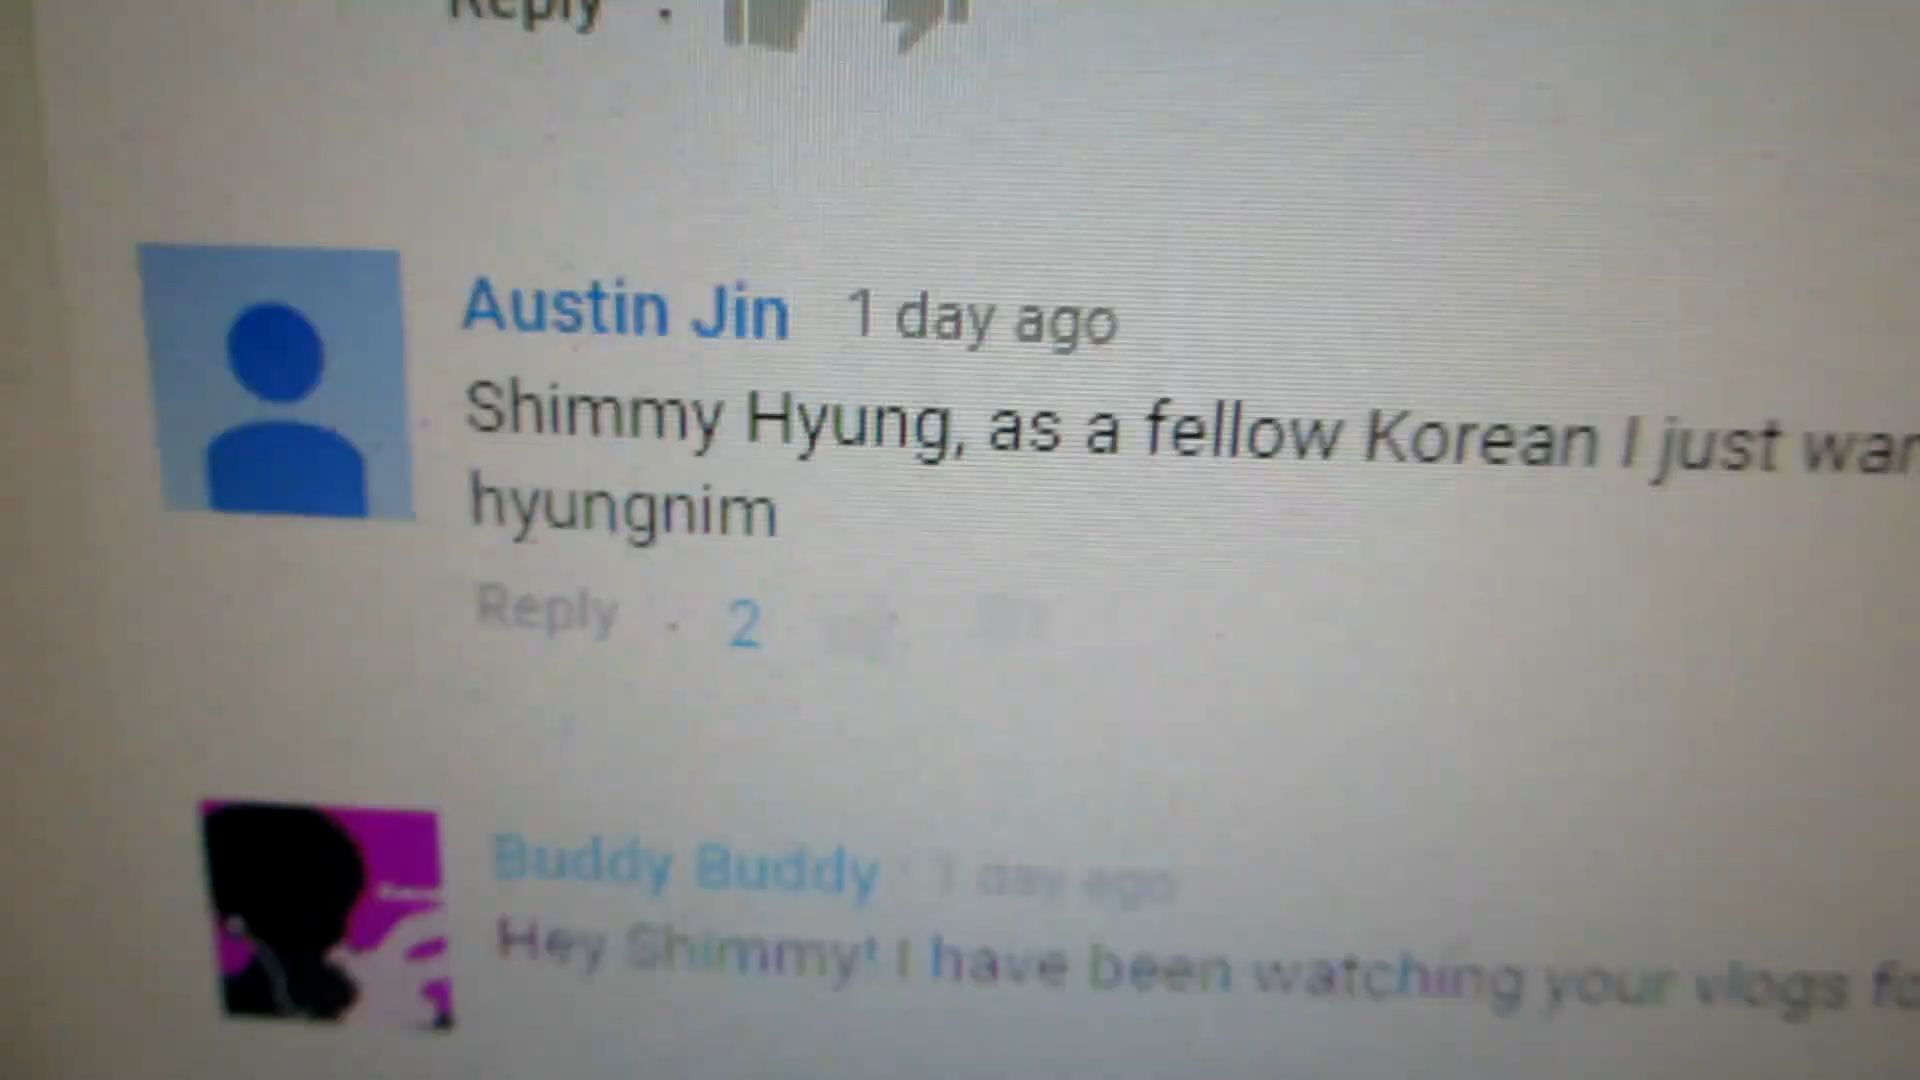 Reply ·
Austin Jin 1 day ago
Shimmy Hyung, as a fellow Korean I just
hyungnim
Reply · 2
Buddy Buddy 1 day ago
Hey Shimmy! I have been watching your vlogs